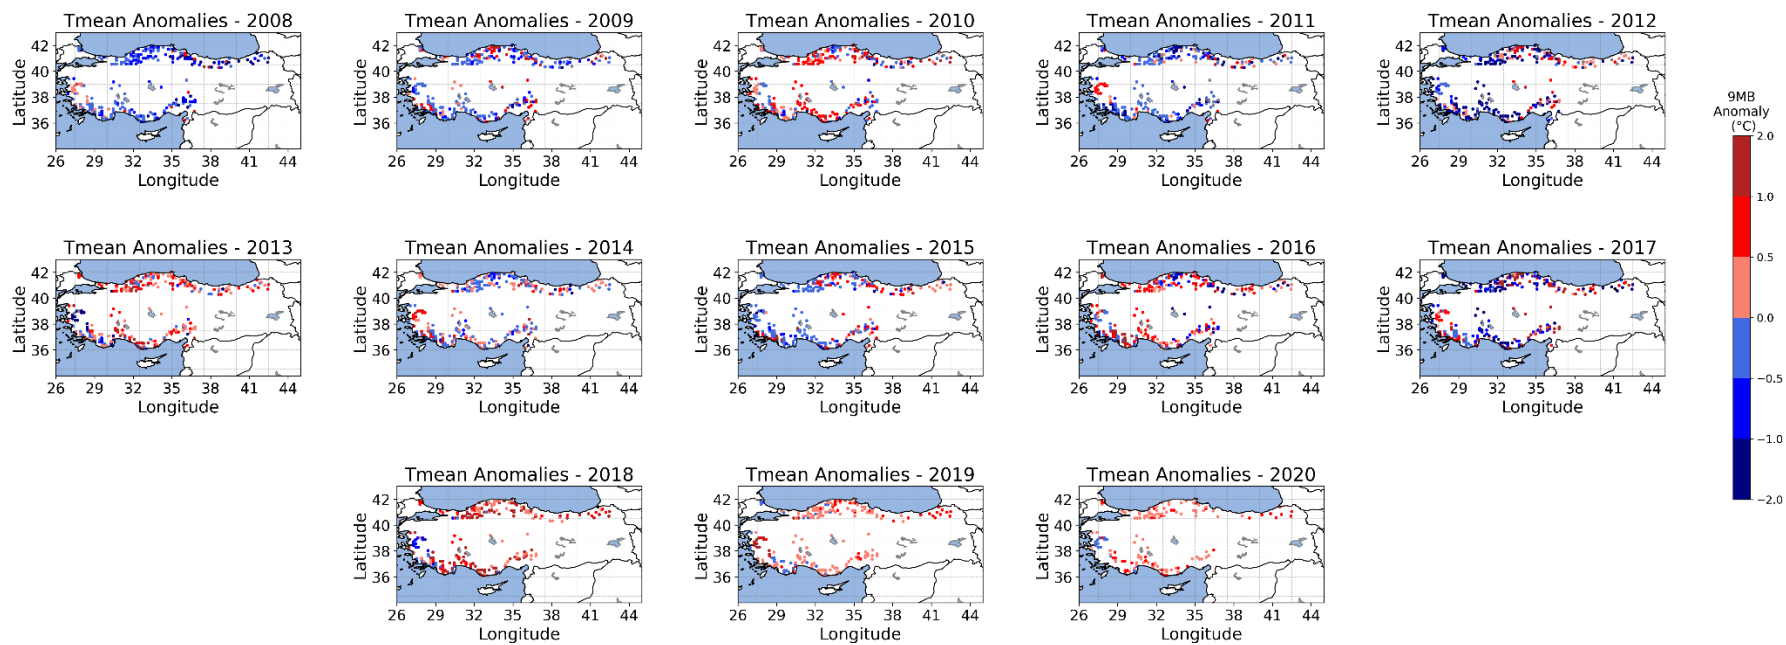 Tmean Anomalies - 2008
Tmean Anomalies - 2009
Tmean Anomalies - 2010
Tmean Anomalies - 2011
Tmean Anomalies - 2012
Latitude
42
40
38
36
26 29 32 35 38 41 44
Longitude
Latitude
42
40
38
36
26 29 32 35 38 41 44
Longitude
Latitude
42
40
38
36
26 29 32 35 38 41 44
Longitude
Latitude
42
40
38
36
26 29 32 35 38 41 44
Longitude
Latitude
42
40
38
36
26 29 32 35 38 41 44
Longitude
9MB
Anomaly
(°C)
2.0
1.0
0.5
0.0
−0.5
−1.0
−2.0
Tmean Anomalies - 2013
Tmean Anomalies - 2014
Tmean Anomalies - 2015
Tmean Anomalies - 2016
Tmean Anomalies - 2017
Latitude
42
40
38
36
26 29 32 35 38 41 44
Longitude
Latitude
42
40
38
36
26 29 32 35 38 41 44
Longitude
Latitude
42
40
38
36
26 29 32 35 38 41 44
Longitude
Latitude
42
40
38
36
26 29 32 35 38 41 44
Longitude
Latitude
42
40
38
36
26 29 32 35 38 41 44
Longitude
Tmean Anomalies - 2018
Tmean Anomalies - 2019
Tmean Anomalies - 2020
Latitude
42
40
38
36
26 29 32 35 38 41 44
Longitude
Latitude
42
40
38
36
26 29 32 35 38 41 44
Longitude
Latitude
42
40
38
36
26 29 32 35 38 41 44
Longitude